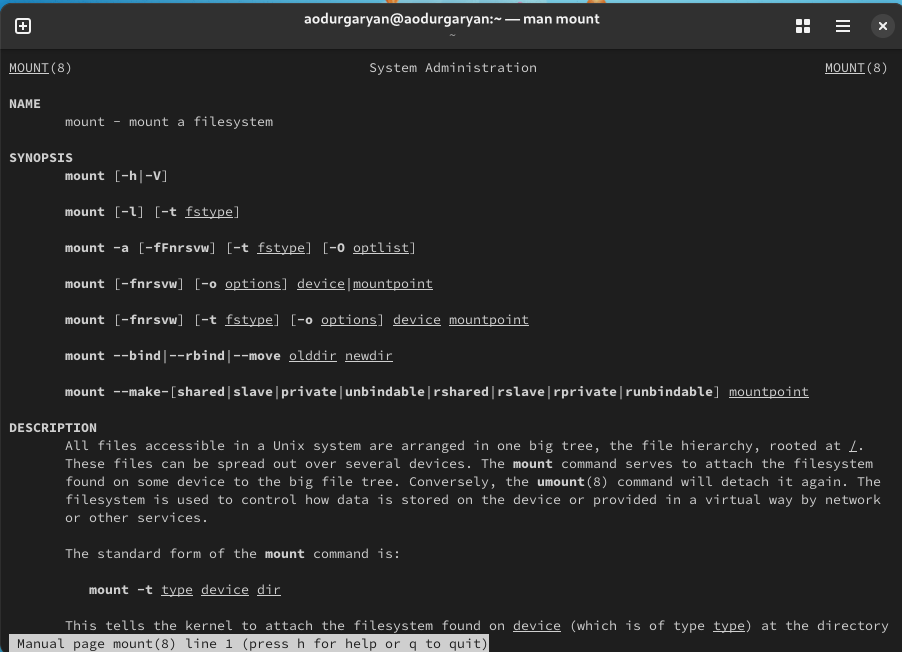 aodurgaryan@aodurgaryan:~ — man mount
~
MOUNT(8) System Administration MOUNT(8)
NAME
mount - mount a filesystem
SYNOPSIS
mount [-h|-V]
mount [-l] [-t fstype]
mount -a [-fFnrsvw] [-t fstype] [-O optlist]
mount [-fnrsvw] [-o options] device|mountpoint
mount [-fnrsvw] [-t fstype] [-o options] device mountpoint
mount --bind|--rbind|--move olddir newdir
mount --make-[shared|slave|private|unbindable|rshared|rslave|rprivate|runbindable] mountpoint
DESCRIPTION
All files accessible in a Unix system are arranged in one big tree, the file hierarchy, rooted at /.
These files can be spread out over several devices. The mount command serves to attach the filesystem
found on some device to the big file tree. Conversely, the umount(8) command will detach it again. The
filesystem is used to control how data is stored on the device or provided in a virtual way by network
or other services.
The standard form of the mount command is:
mount -t type device dir
This tells the kernel to attach the filesystem found on device (which is of type type) at the directory
Manual page mount(8) line 1 (press h for help or q to quit)